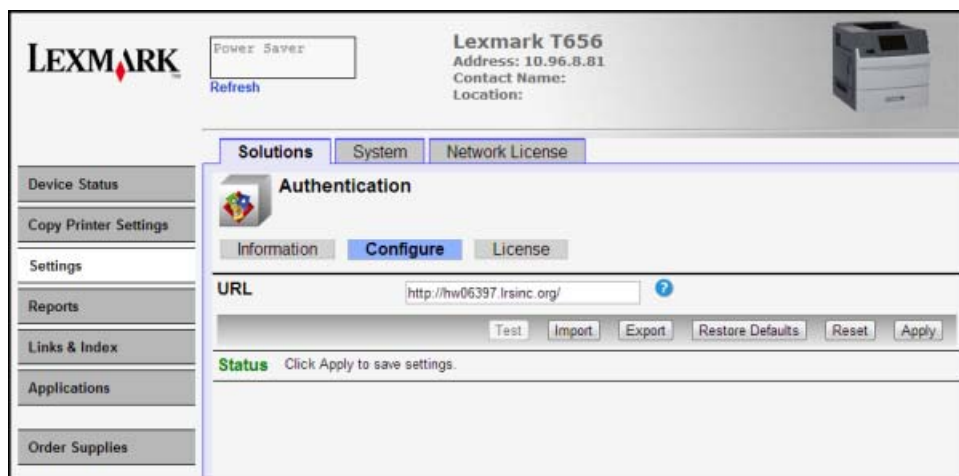 LEXMARK
Power Saver
Refresh
Lexmark T656
Address: 10.96.8.81
Contact Name:
Location:
Solutions System Network License
Device Status
Copy Printer Settings
Settings
Reports
Links & Index
Applications
Order Supplies
Authentication
Information Configure License
URL http://hw06397.lrsinc.org/ ?
Test Import Export Restore Defaults Reset Apply
Status Click Apply to save settings.